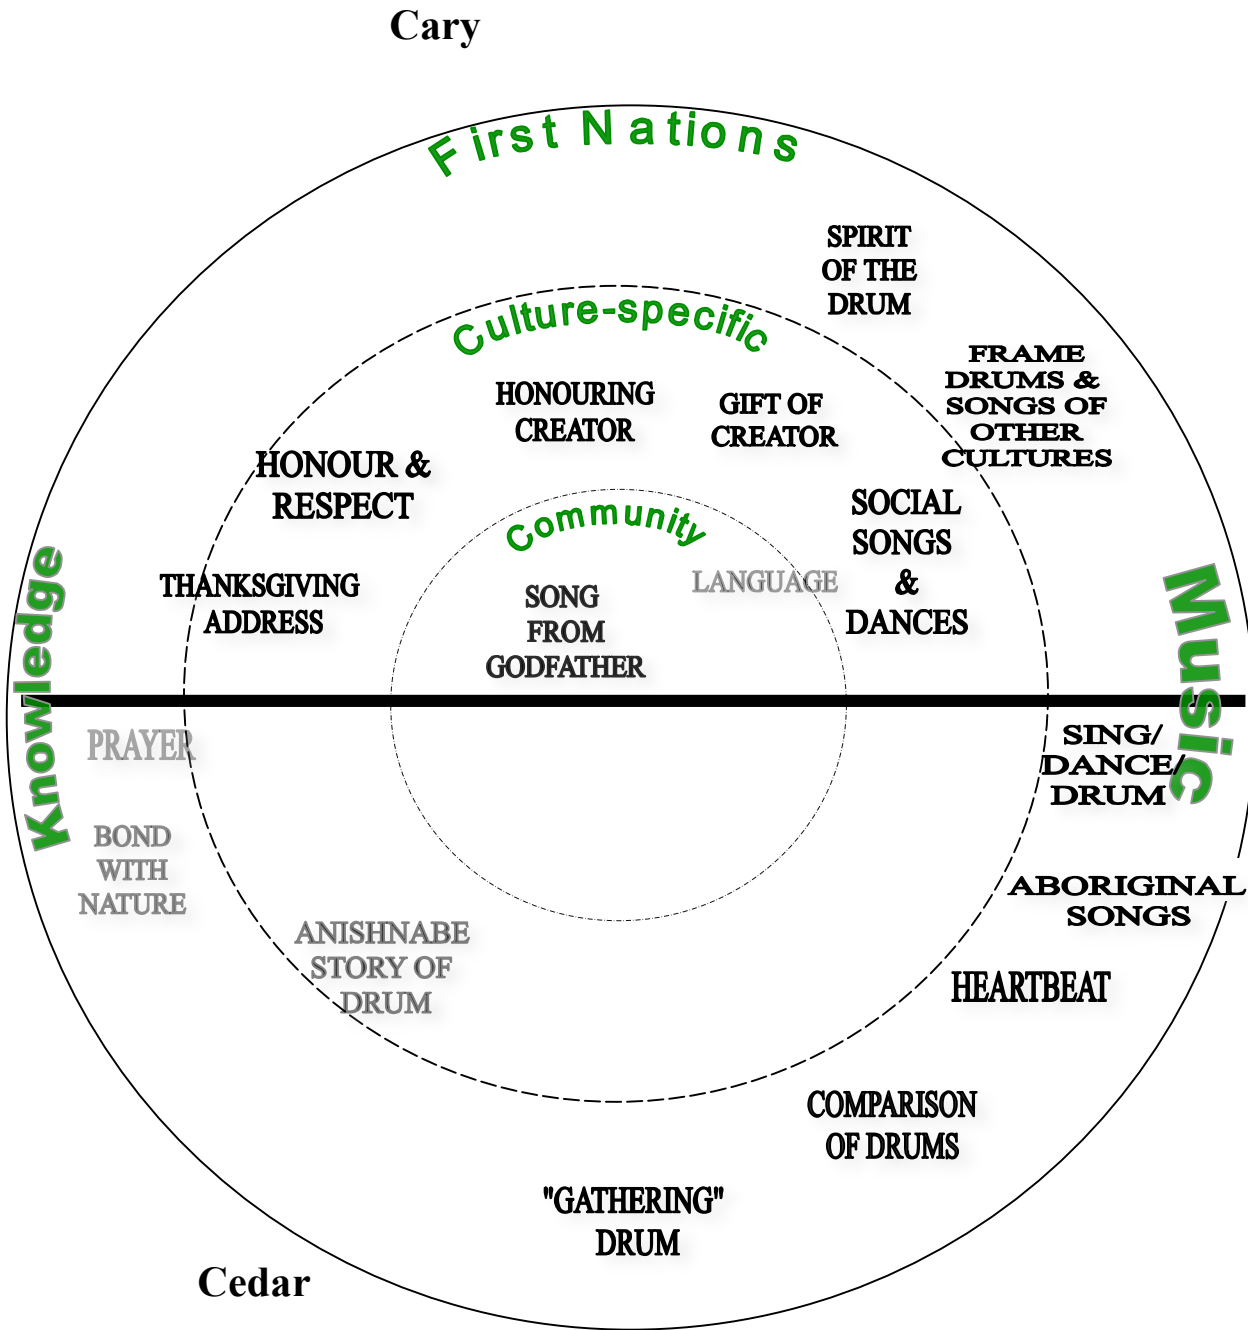 Cary
First Nations
SPIRIT
OF THE
DRUM
Culture-specific
FRAME
DRUMS &
SONGS OF
OTHER
CULTURES
HONOURING
CREATOR
GIFT OF
CREATOR
HONOUR &
RESPECT
SOCIAL
SONGS
&
DANCES
Community
THANKSGIVING
ADDRESS
LANGUAGE
SONG
FROM
GODFATHER
Knowledge
Music
PRAYER
SING/
DANCE/
DRUM
BOND
WITH
NATURE
ABORIGINAL
SONGS
ANISHNABE
STORY OF
DRUM
HEARTBEAT
COMPARISON
OF DRUMS
"GATHERING"
DRUM
Cedar